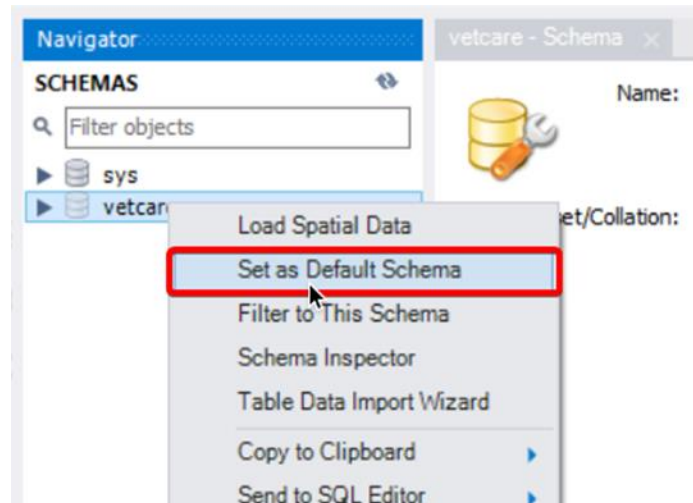 Navigator
vetcare - Schema
SCHEMAS
Name:
Filter objects
sys
Load Spatial Data
et/Collation:
Set as Default Schema
Filter to This Schema
Schema Inspector
Table Data Import Wizard
Copy to Clipboard
Send to SQL Editor